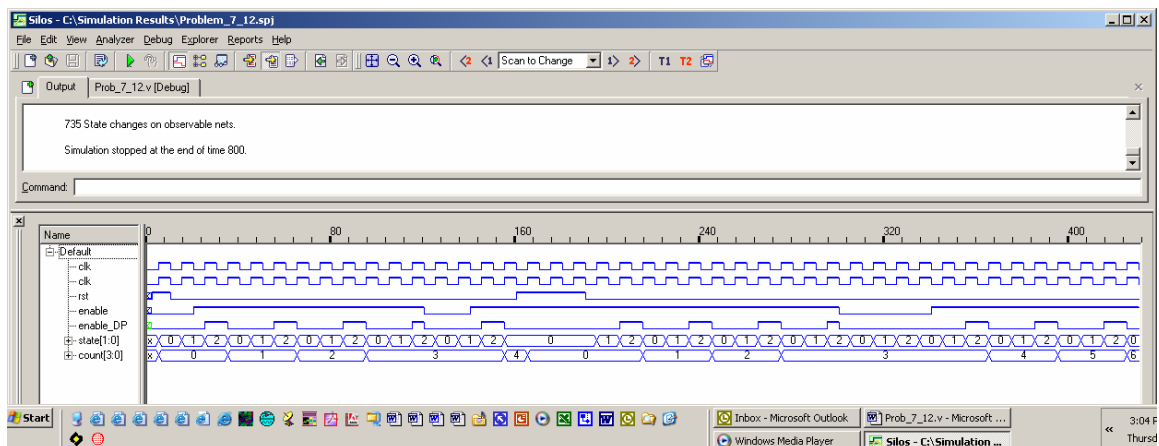 Silos - C:\Simulation Results\Problem_7_12.spj
File Edit View Analyzer Debug Explorer Reports Help
Scan to Change T1 T2
Output Prob_7_12.v [Debug]
735 State changes on observable nets.
Simulation stopped at the end of time 800.
Command:
Name 0 80 160 240 320 400
Default
clk
clk
rst
enable
enable_DP
state[1:0] x 0 1 2 0 1 2 0 1 2 0 1 2 0 1 2 0 1 2 0 1 2 0 1 2 0 1 2 0 1 2 0 1 2 0 1 2 0 1 2 0
count[3:0] x 0 1 2 3 4 0 1 2 3 4 5 6
Start Inbox - Microsoft Outlook Prob_7_12.v - Microsoft ... 3:04 P
Windows Media Player Silos - C:\Simulation ... Thursd